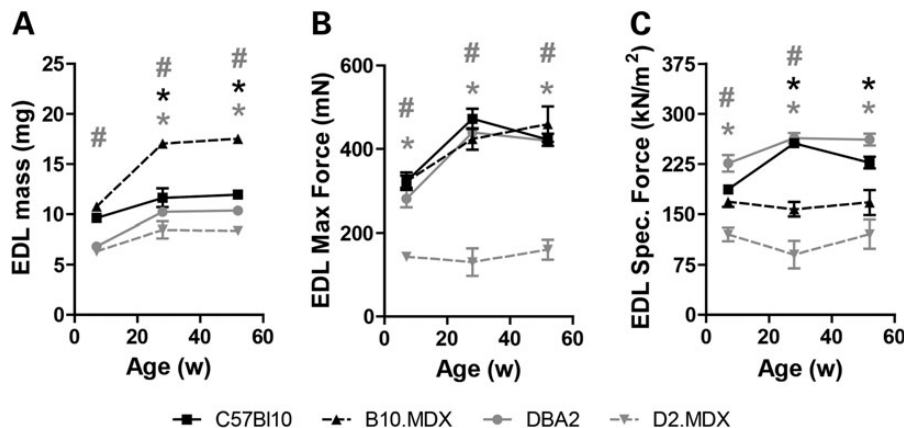 A
EDL mass (mg)
25
20
15
10
5
0
# # #
* *
* *
0 20 40 60
Age (w)
B
EDL Max Force (mN)
600
400
200
0
# # #
* * *
0 20 40 60
Age (w)
C
EDL Spec. Force (kN/m²)
375
300
225
150
75
0
# #
* *
* * *
0 20 40 60
Age (w)
C57Bl10 B10.MDX DBA2 D2.MDX